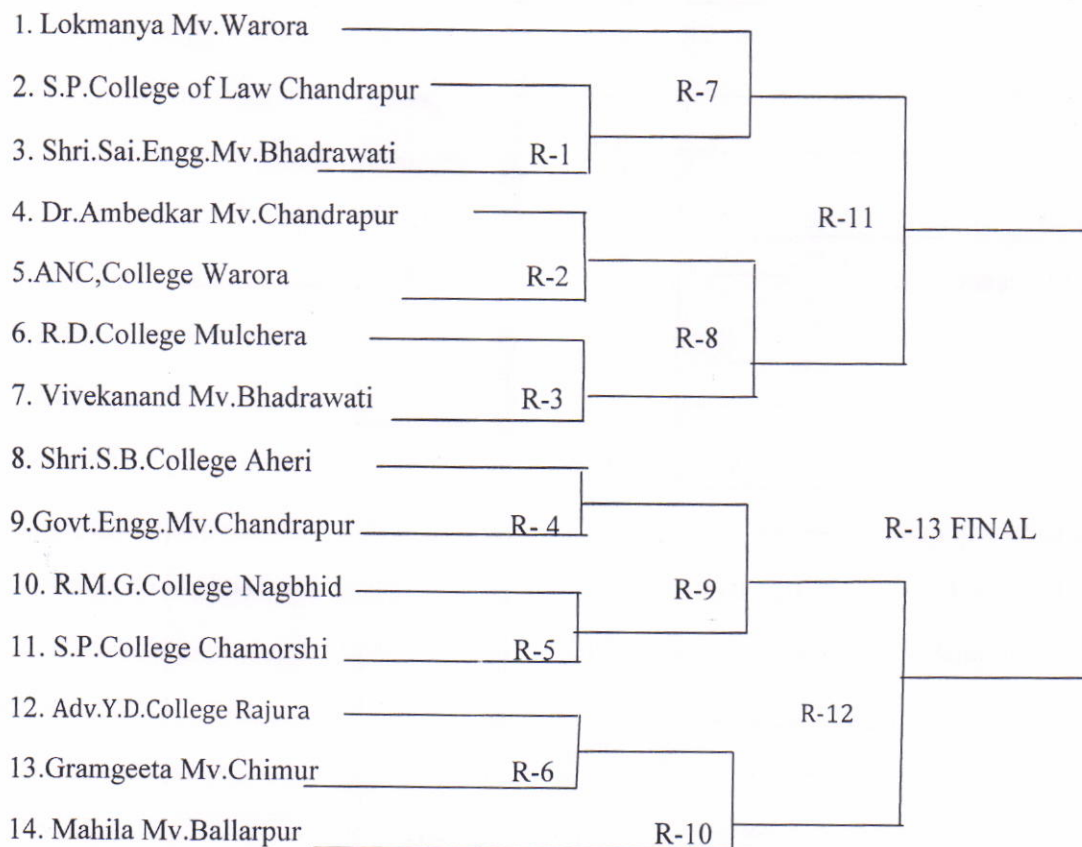 1. Lokmanya Mv.Warora
2. S.P.College of Law Chandrapur
R-7
3. Shri.Sai.Engg.Mv.Bhadrawati
R-1
4. Dr.Ambedkar Mv.Chandrapur
R-11
5.ANC,College Warora
R-2
6. R.D.College Mulchera
R-8
7. Vivekanand Mv.Bhadrawati
R-3
8. Shri.S.B.College Aheri
9.Govt.Engg.Mv.Chandrapur
R- 4
R-13 FINAL
10. R.M.G.College Nagbhid
R-9
11. S.P.College Chamorshi
R-5
12. Adv.Y.D.College Rajura
R-12
13.Gramgeeta Mv.Chimur
R-6
14. Mahila Mv.Ballarpur
R-10